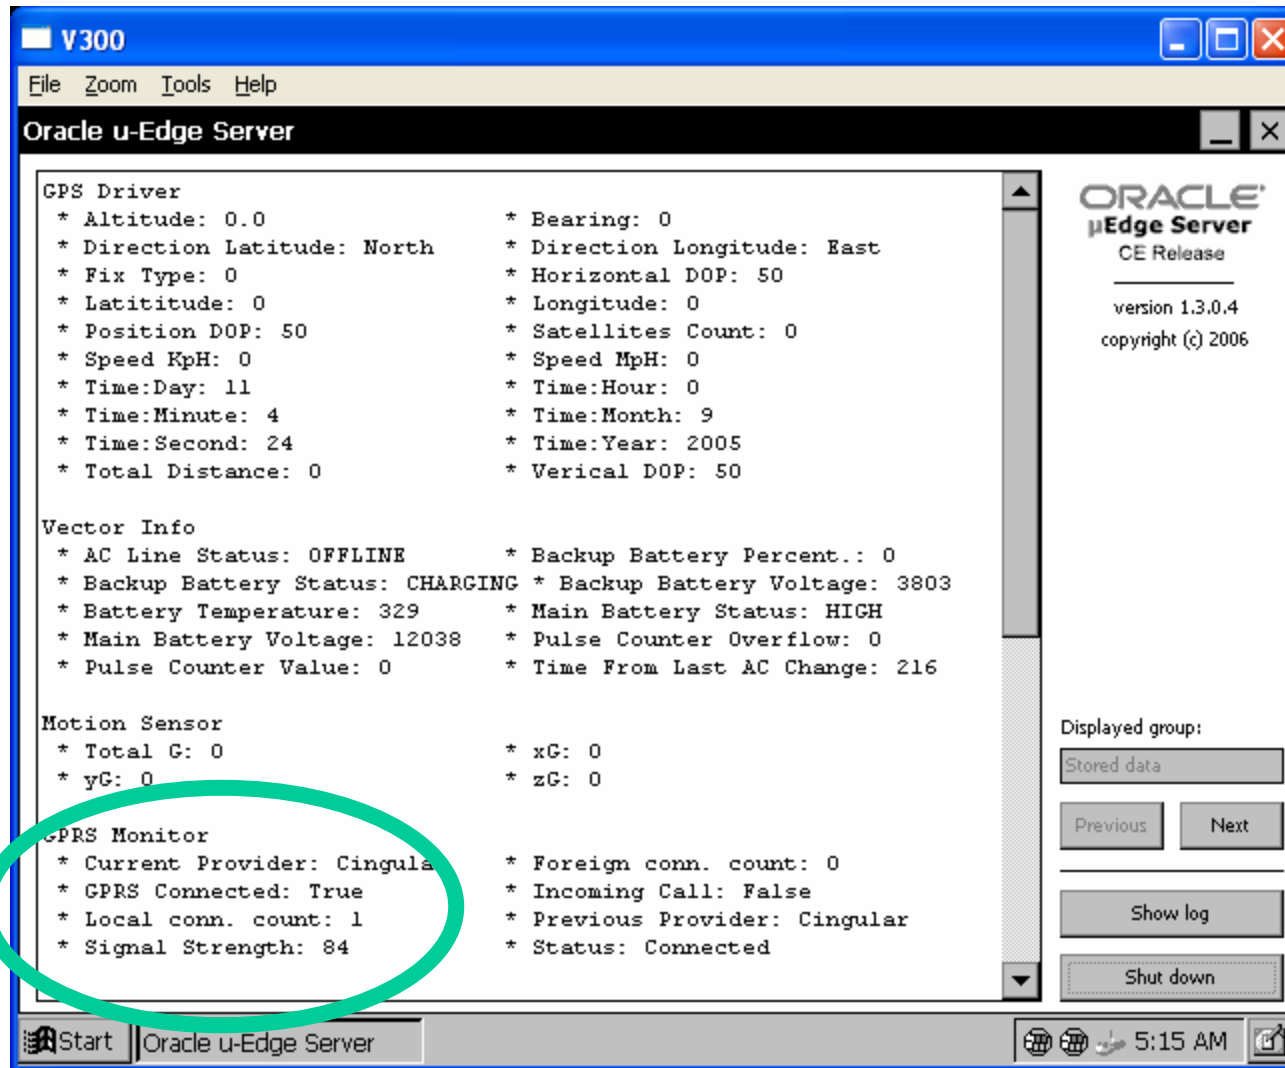 V300
File Zoom Tools Help
Oracle u-Edge Server
GPS Driver
* Altitude: 0.0 * Bearing: 0
* Direction Latitude: North * Direction Longitude: East
* Fix Type: 0 * Horizontal DOP: 50
* Latititude: 0 * Longitude: 0
* Position DOP: 50 * Satellites Count: 0
* Speed KpH: 0 * Speed MpH: 0
* Time:Day: 11 * Time:Hour: 0
* Time:Minute: 4 * Time:Month: 9
* Time:Second: 24 * Time:Year: 2005
* Total Distance: 0 * Verical DOP: 50
Vector Info
* AC Line Status: OFFLINE * Backup Battery Percent.: 0
* Backup Battery Status: CHARGING * Backup Battery Voltage: 3803
* Battery Temperature: 329 * Main Battery Status: HIGH
* Main Battery Voltage: 12038 * Pulse Counter Overflow: 0
* Pulse Counter Value: 0 * Time From Last AC Change: 216
Motion Sensor
* Total G: 0 * xG: 0
* yG: 0 * zG: 0
GPRS Monitor
* Current Provider: Cingular * Foreign conn. count: 0
* GPRS Connected: True * Incoming Call: False
* Local conn. count: 1 * Previous Provider: Cingular
* Signal Strength: 84 * Status: Connected
ORACLE
µEdge Server
CE Release
version 1.3.0.4
copyright (c) 2006
Displayed group:
Stored data
Previous Next
Show log
Shut down
Start Oracle u-Edge Server 5:15 AM